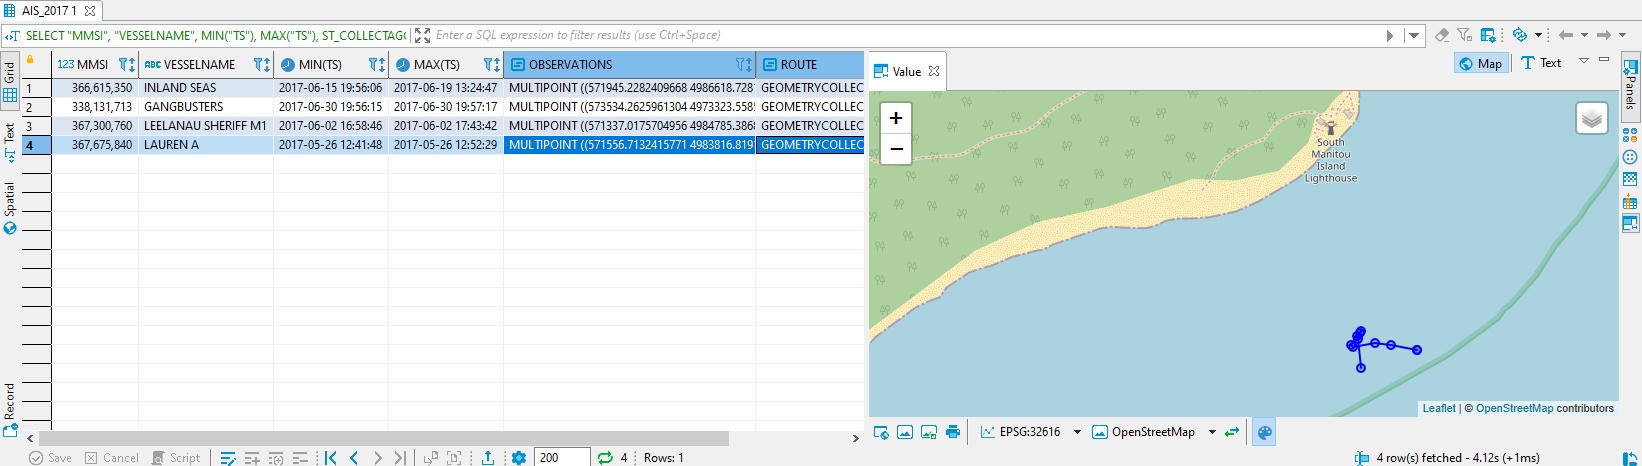 AIS_2017 1
SELECT "MMSI", "VESSELNAME", MIN("TS"), MAX("TS"), ST_COLLECTAGG
Enter a SQL expression to filter results (use Ctrl+Space)
Grid
Text
Spatial
Record
123 MMSI ABC VESSELNAME MIN(TS) MAX(TS) OBSERVATIONS ROUTE
1 366,615,350 INLAND SEAS 2017-06-15 19:56:06 2017-06-19 13:24:47 MULTIPOINT ((571945.2282409668 4986618.728 GEOMETRYCOLLEC
2 338,131,713 GANGBUSTERS 2017-06-30 19:56:15 2017-06-30 19:57:17 MULTIPOINT ((573534.2625961304 4973323.558 GEOMETRYCOLLEC
3 367,300,760 LEELANAU SHERIFF M1 2017-06-02 16:58:46 2017-06-02 17:43:42 MULTIPOINT ((571337.0175704956 4984785.386 GEOMETRYCOLLEC
4 367,675,840 LAUREN A 2017-05-26 12:41:48 2017-05-26 12:52:29 MULTIPOINT ((571556.7132415771 4983816.819 GEOMETRYCOLLEC
Value
Map
Text
Panels
+
−
South
Manitou
Island
Lighthouse
Leaflet | © OpenStreetMap contributors
EPSG:32616
OpenStreetMap
Save Cancel Script 200 4 Rows: 1
4 row(s) fetched - 4.12s (+1ms)